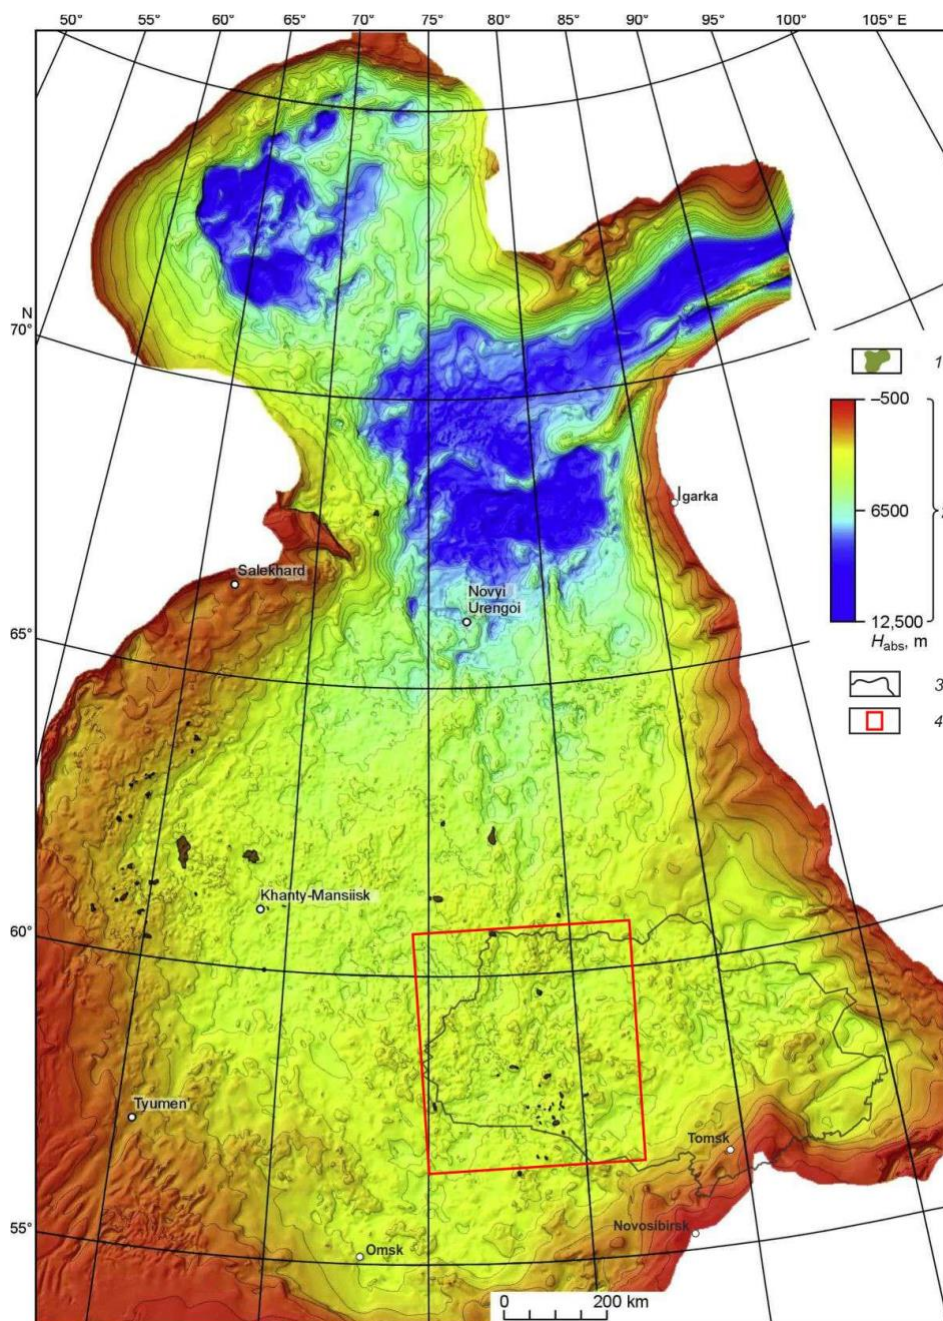 50° 55° 60° 65° 70° 75° 80° 85° 90° 95° 100° 105° E
N
70°
1
–500
Igarka
6500
Salekhard
Novyi
Urengoi
12,500
H abs, m
65°
3
4
Khanty-Mansiisk
60°
Tyumen'
Tomsk
55°
Novosibirsk
Omsk
0 200 km